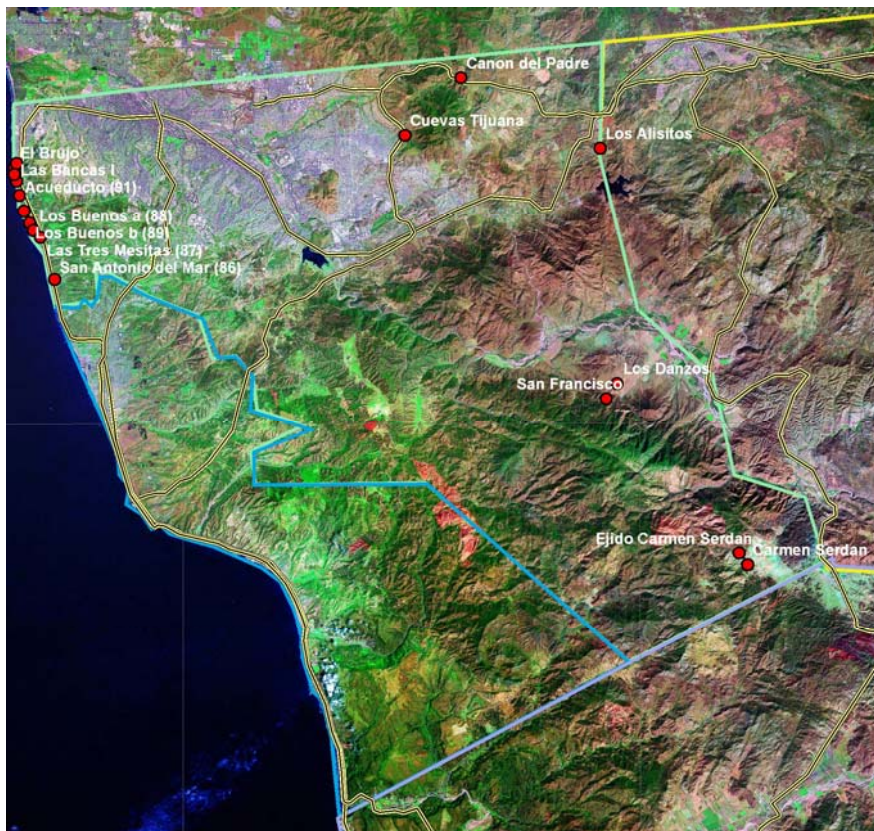 Canon del Padre
Cuevas Tijuana
Los Alisitos
El Brujo
Las Bancas I
Acueducto (91)
Los Buenos a (88)
Los Buenos b (89)
Las Tres Mesitas (87)
San Antonio del Mar (86)
Los Danzos
San Francisco
Ejido Carmen Serdan
Carmen Serdan